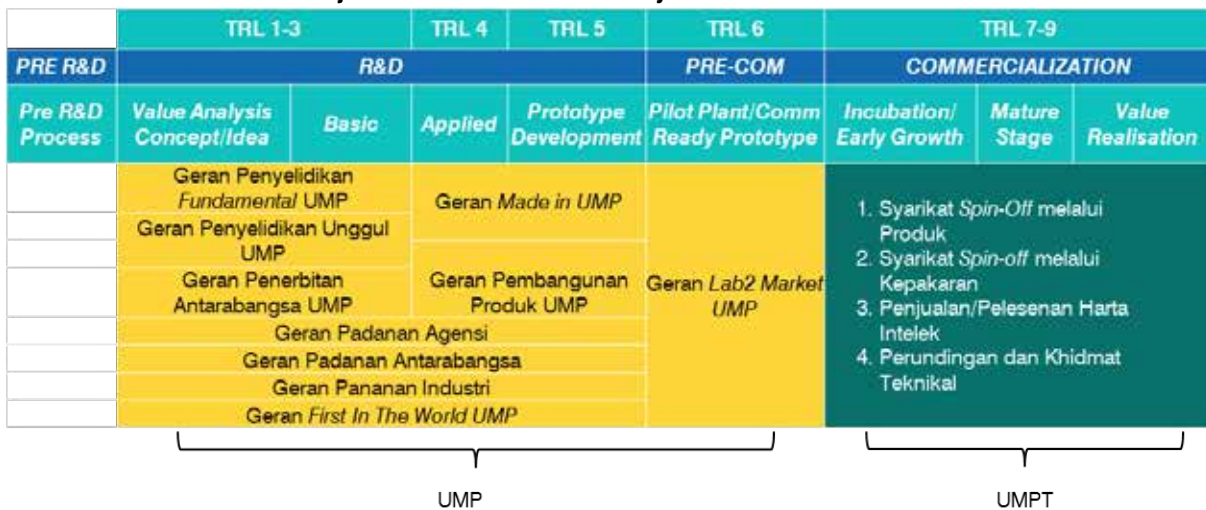 TRL 1-3 TRL 4 TRL 5 TRL 6 TRL 7-9
PRE R&D R&D PRE-COM COMMERCIALIZATION
Pre R&D Process
Value Analysis Concept/Idea
Basic
Applied
Prototype Development
Pilot Plant/Comm Ready Prototype
Incubation/ Early Growth
Mature Stage
Value Realisation
Geran Penyelidikan
Fundamental UMP
Geran Penyelidikan Unggul
UMP
Geran Penerbitan
Antarabangsa UMP
Geran Made in UMP
Geran Pembangunan
Produk UMP
Geran Padanan Agensi
Geran Padanan Antarabangsa
Geran Pananan Industri
Geran First In The World UMP
Geran Lab2 Market
UMP
1. Syarikat Spin-Off melalui
Produk
2. Syarikat Spin-off melalui
Kepakaran
3. Penjualan/Pelesenan Harta
Intelek
4. Perundingan dan Khidmat
Teknikal
UMP
UMPT